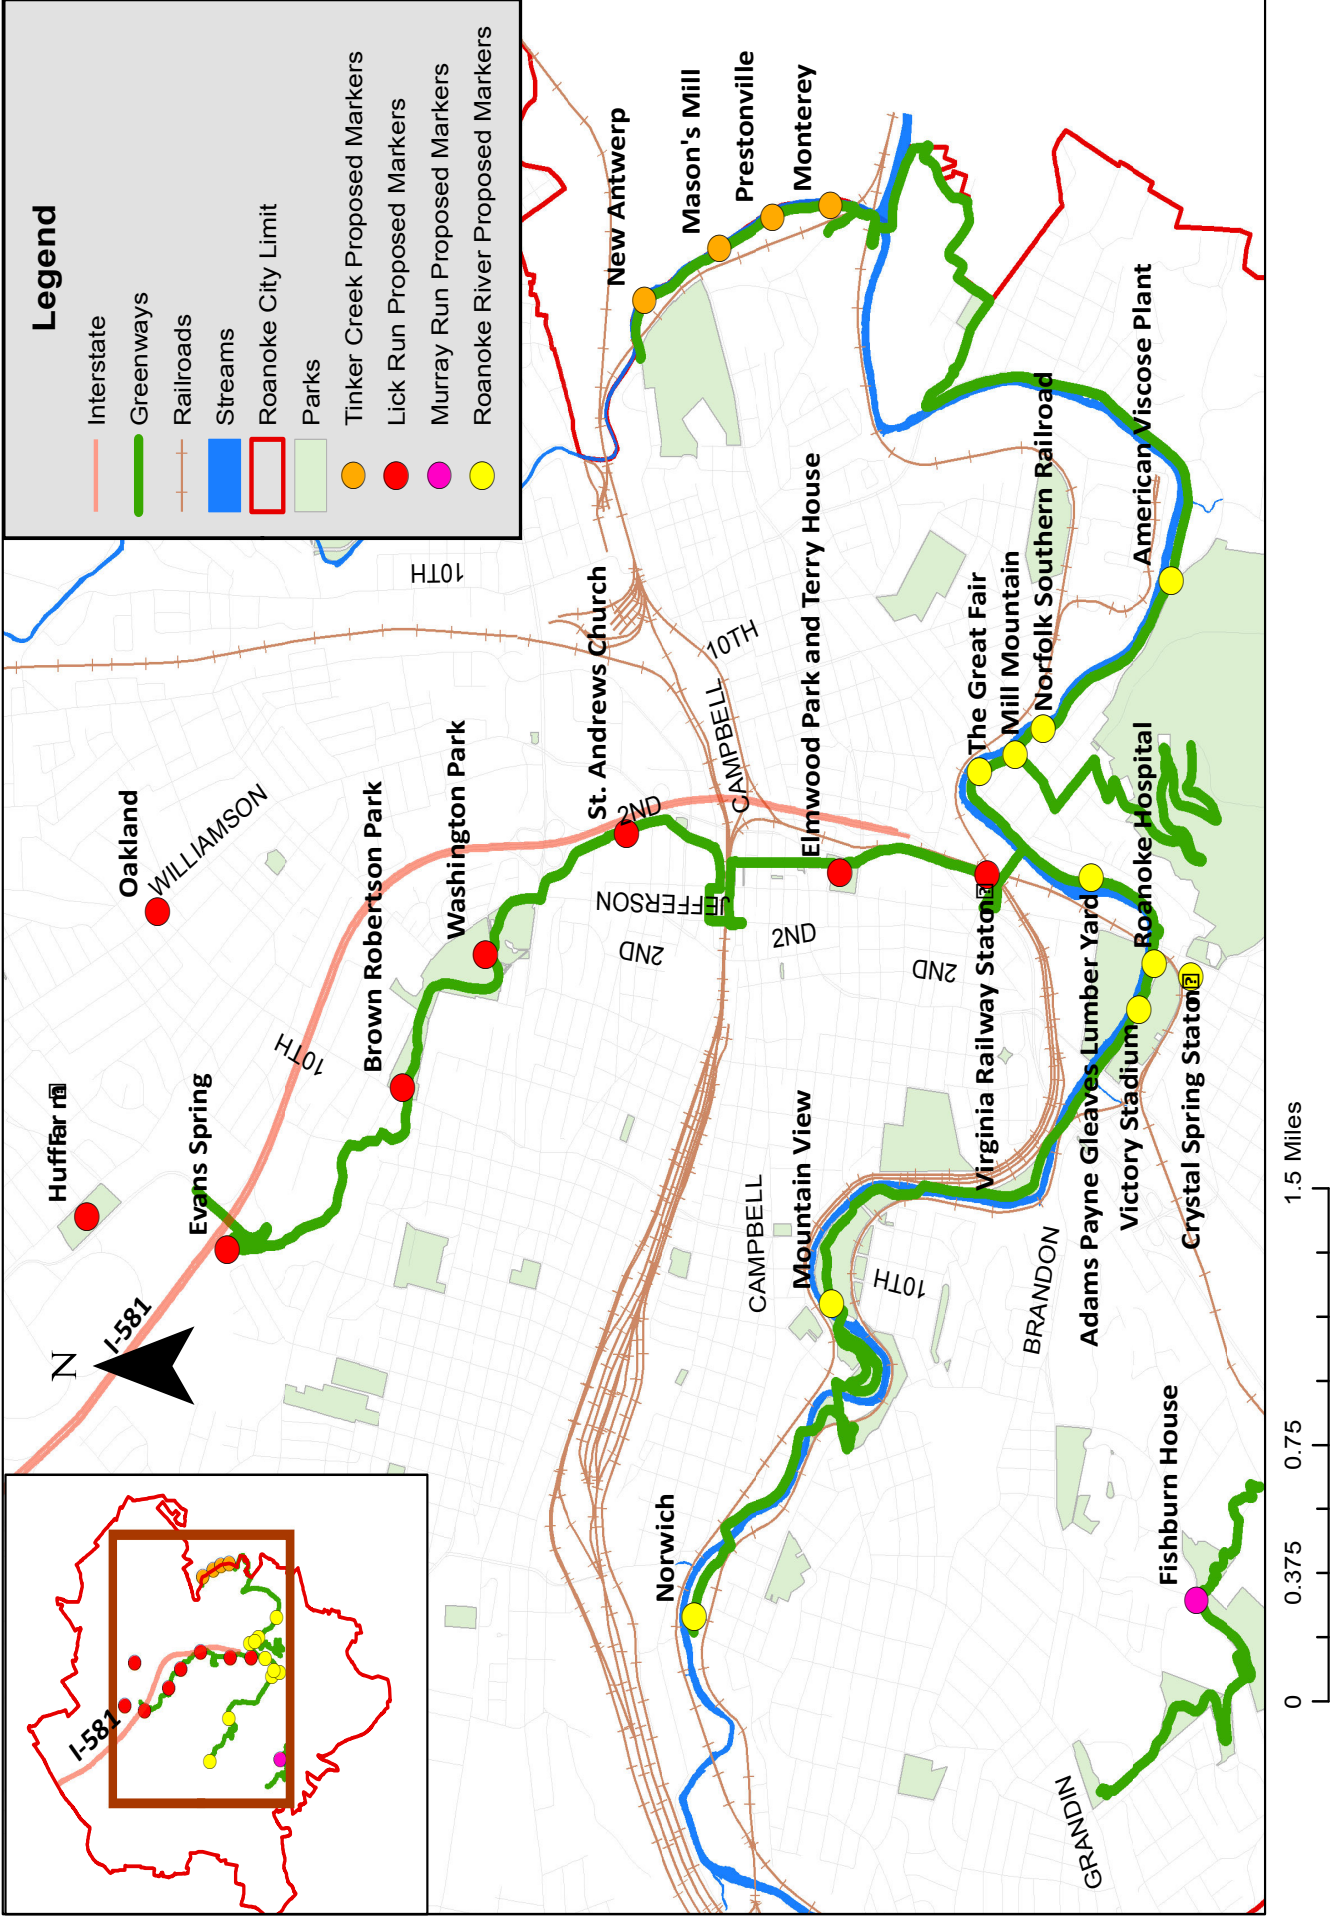 Legend
Interstate
Greenways
Railroads
Streams
Roanoke City Limit
Parks
Tinker Creek Proposed Markers
Lick Run Proposed Markers
Murray Run Proposed Markers
Roanoke River Proposed Markers
I-581
N
I-581
Huff
Evans Spring
Oakland
WILLIAMSON
10TH
10TH
Brown Robertson Park
Washington Park
St. Andrews Church
2ND
JEFFERSON
2ND
2ND
2ND
CAMPBELL
10TH
New Antwerp
Mason's Mill
Prestonville
Monterey
Elmwood Park and Terry House
The Great Fair
Mill Mountain
Norfolk Southern Railroad
American Viscose Plant
Virginia Railway Staton
Adams Payne Gleaves Lumber Yard
Roanoke Hospital
Victory Stadium
Crystal Spring Staton
Mountain View
CAMPBELL
10TH
BRANDON
Norwich
Fishburn House
GRANDIN
0 0.375 0.75 1.5 Miles